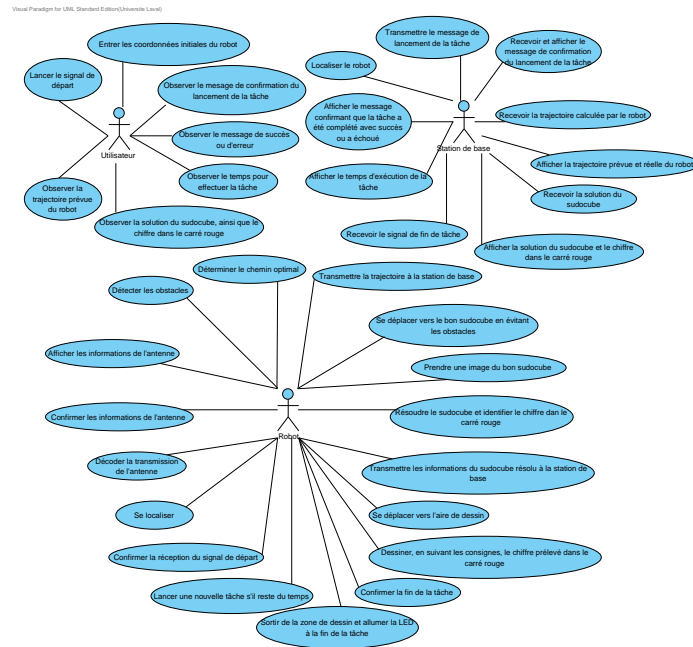 Visual Paradigm for UML Standard Edition(Universite Laval)
Entrer les coordonnées initiales du robot
Lancer le signal de
départ
Observer le mesage de confirmation du
lancement de la tâche
Observer le message de succès
ou d'erreur
Utilisateur
Observer le temps pour
effectuer la tâche
Observer la
trajectoire prévue
du robot
Observer la solution du sudocube, ainsi que le
chiffre dans le carré rouge
Transmettre le message de
lancement de la tâche
Recevoir et afficher le
message de confirmation
du lancement de la tâche
Localiser le robot
Afficher le message
confirmant que la tâche a
été complété avec succès
ou a échoué
Recevoir la trajectoire calculée par le robot
Station de base
Afficher la trajectoire prévue et réelle du robot
Afficher le temps d'exécution de la
tâche
Recevoir la solution du
sudocube
Recevoir le signal de fin de tâche
Afficher la solution du sudocube et le chiffre
dans le carré rouge
Déterminer le chemin optimal
Transmettre la trajectoire à la station de base
Détecter les obstacles
Se déplacer vers le bon sudocube en évitant
les obstacles
Afficher les informations de l'antenne
Prendre une image du bon sudocube
Confirmer les informations de l'antenne
Résoudre le sudocube et identifier le chiffre dan le
carré rouge
Robot
Décoder la transmission
de l'antenne
Transmettre les informations du sudocube résolu à la station de
base
Se localiser
Se déplacer vers l'aire de dessin
Confirmer la réception du signal de départ
Dessiner, en suivant les consignes, le chiffre prélevé dans le
carré rouge
Lancer une nouvelle tâche s'il reste du temps
Confirmer la fin de la tâche
Sortir de la zone de dessin et allumer la LED
à la fin de la tâche